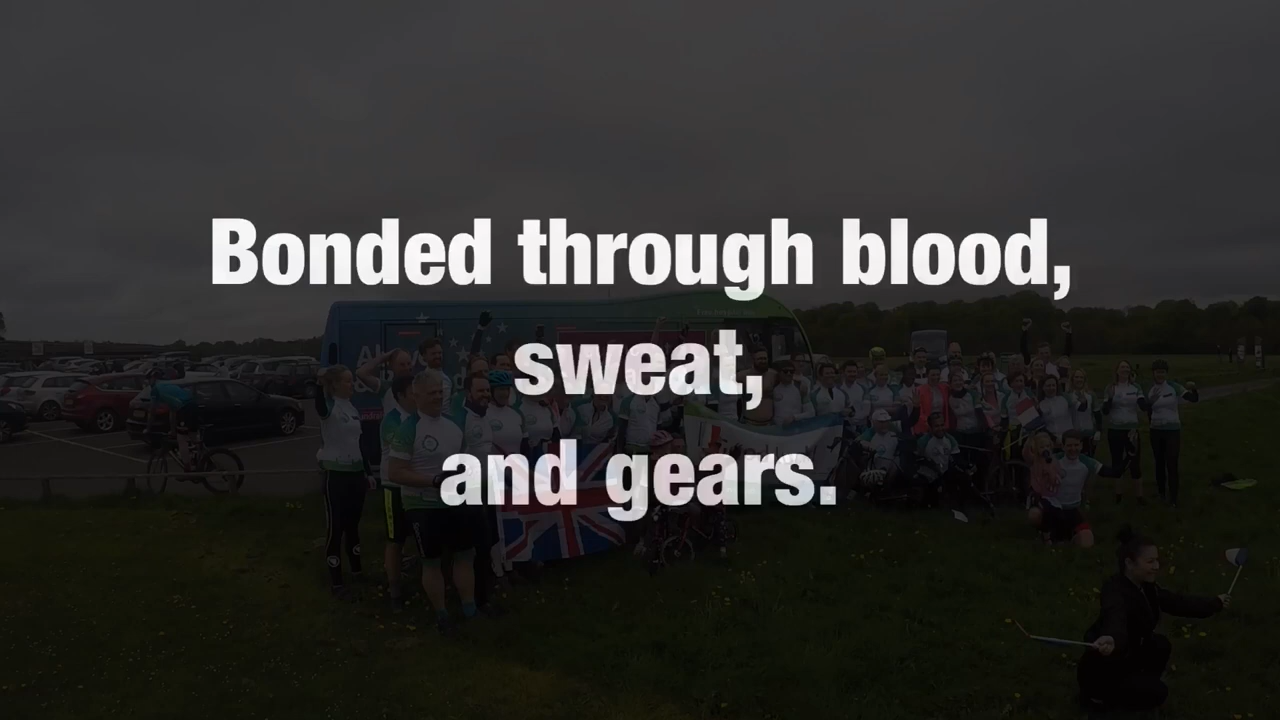 Bonded through blood,
sweat,
and gears.